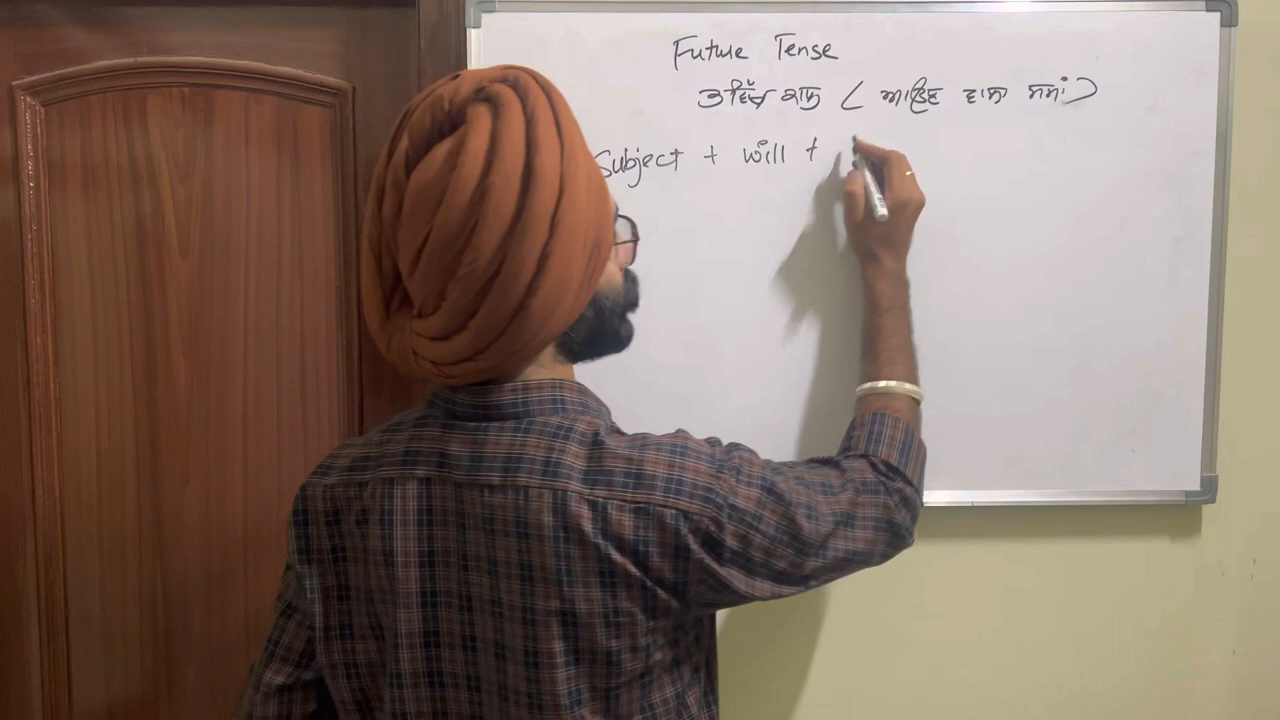 Future Tense
ਭਵਿੱਖ ਕਾਲ ( ਆਉਣ ਵਾਲਾ ਸਮਾਂ )
Subject + will +